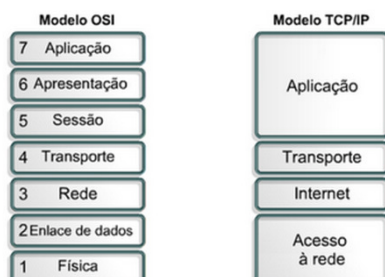 Modelo OSI
7 Aplicação
6 Apresentação
5 Sessão
4 Transporte
3 Rede
2 Enlace de dados
1 Física
Modelo TCP/IP
Aplicação
Transporte
Internet
Acesso
à rede